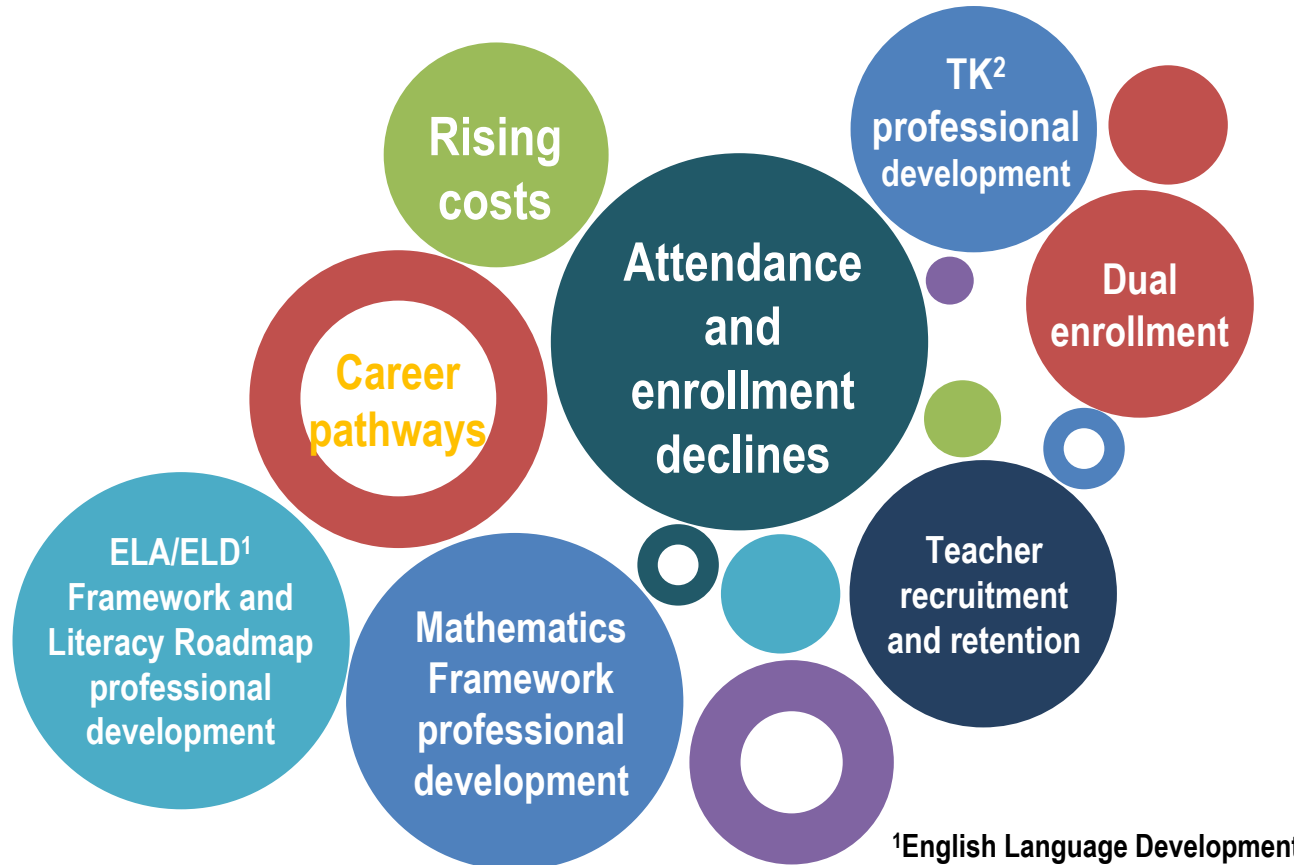 Rising
costs
TK²
professional
development
Attendance
and
enrollment
declines
Dual
enrollment
Career
pathways
ELA/ELD¹
Framework and
Literacy Roadmap
professional
development
Mathematics
Framework
professional
development
Teacher
recruitment
and retention
¹English Language Development